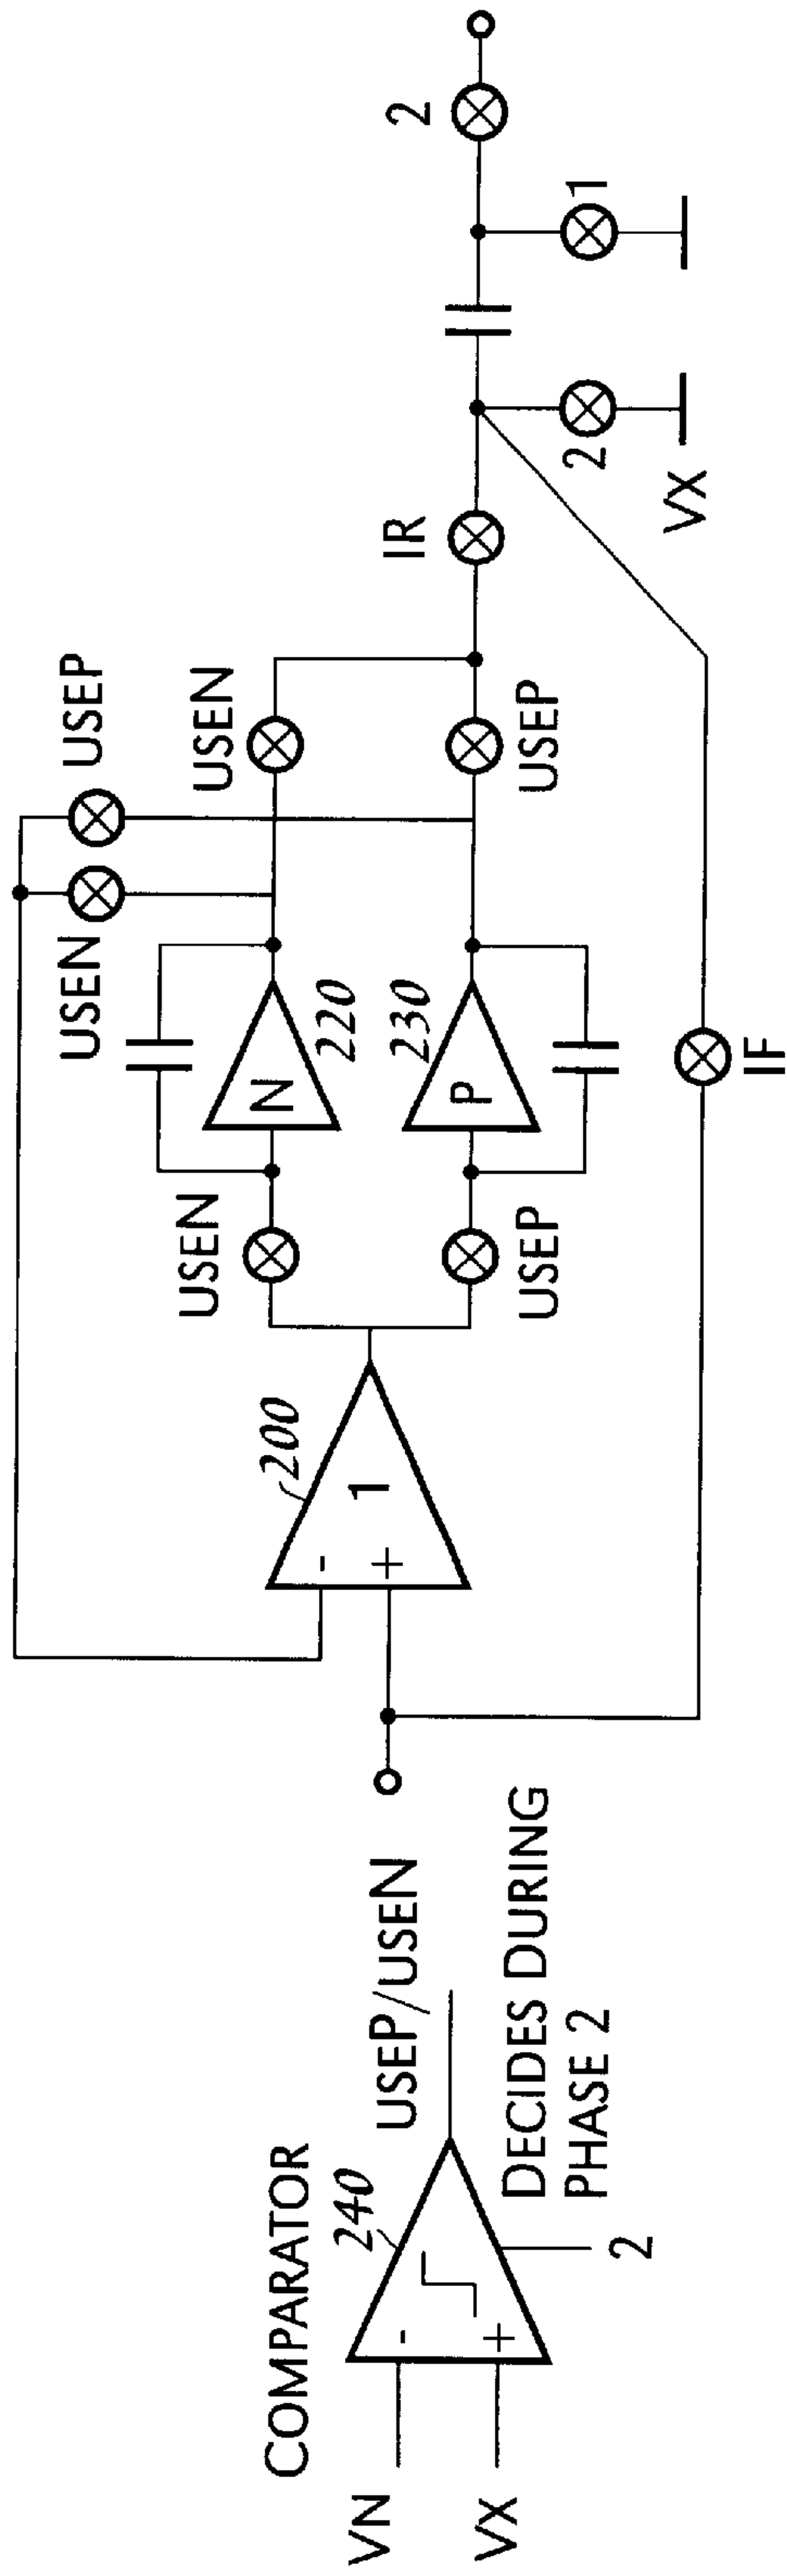 COMPARATOR
240
VN
VX
-
+
2
USEP/USEN
DECIDES DURING
PHASE 2
200
-
+
1
USEN
USEP
N
220
P
230
USEN
USEP
USEN
USEP
IR
IF
2
VX
1
2